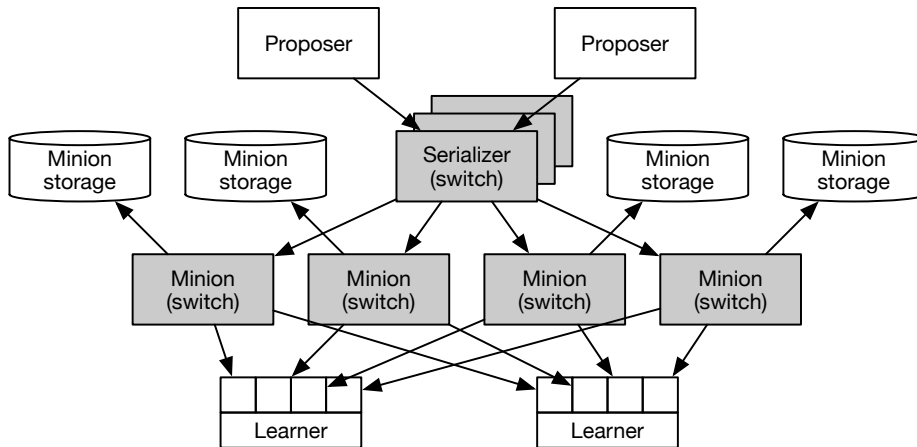 Proposer
Proposer
Serializer
(switch)
Minion
storage
Minion
storage
Minion
storage
Minion
storage
Minion
(switch)
Minion
(switch)
Minion
(switch)
Minion
(switch)
Learner
Learner